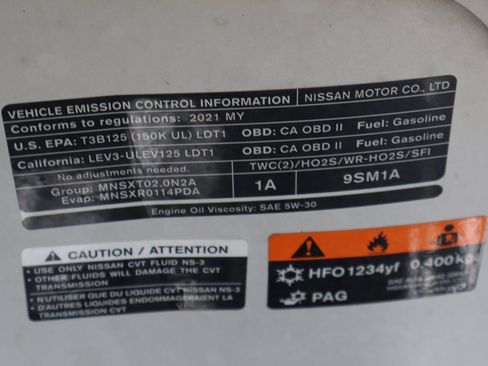 VEHICLE EMISSION CONTROL INFORMATION NISSAN MOTOR CO., LTD
Conforms to regulations: 2021 MY
U.S. EPA: T3B125 (150K UL) LDT1 OBD: CA OBD II Fuel: Gasoline
California: LEV3-ULEV125 LDT1 OBD: CA OBD II Fuel: Gasoline
No adjustments needed. TWC(2)/HO2S/WR-HO2S/SFI
Group: MNSXT02.0N2A
Evap: MNSXR0114PDA 1A 9SM1A
Engine Oil Viscosity: SAE 5W-30
CAUTION / ATTENTION
• USE ONLY NISSAN CVT FLUID NS-3
• OTHER FLUIDS WILL DAMAGE THE CVT
TRANSMISSION
• N'UTILISER QUE DU LIQUIDE CVT NISSAN NS-3
• D'AUTRES LIQUIDES ENDOMMAGERAIENT LA
TRANSMISSION CVT
HFO1234yf 0.400kg
PAG